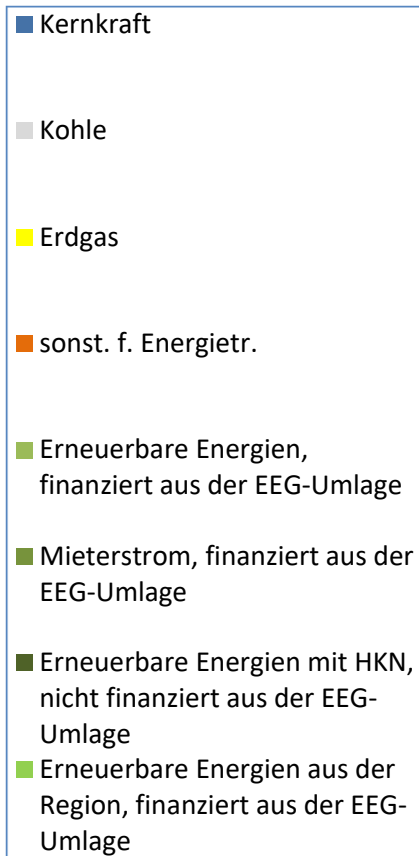 Kernkraft
Kohle
Erdgas
sonst. f. Energietr.
Erneuerbare Energien,
finanziert aus der EEG-Umlage
Mieterstrom, finanziert aus der
EEG-Umlage
Erneuerbare Energien mit HKN,
nicht finanziert aus der EEG-
Umlage
Erneuerbare Energien aus der
Region, finanziert aus der EEG-
Umlage